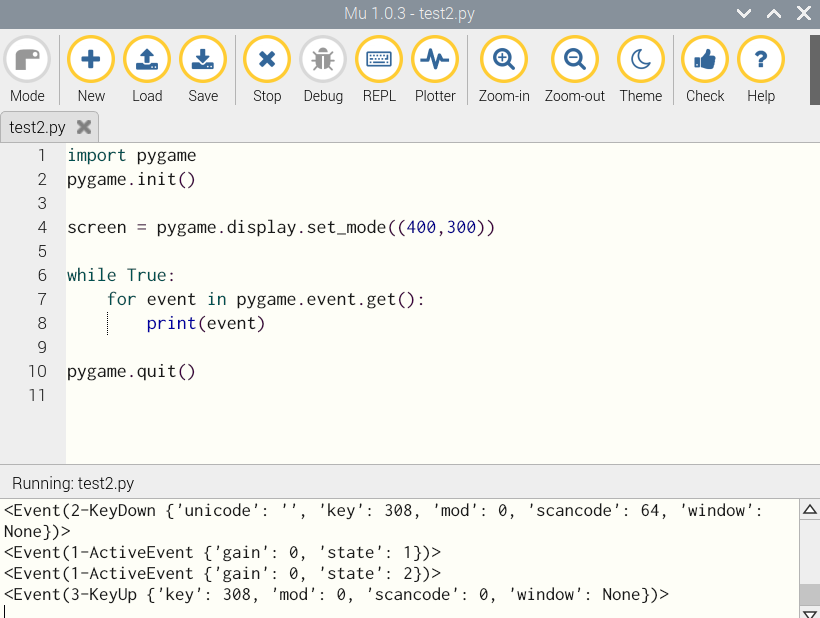 Mu 1.0.3 - test2.py
Mode New Load Save Stop Debug REPL Plotter Zoom-in Zoom-out Theme Check Help
test2.py
1 import pygame
2 pygame.init()
3
4 screen = pygame.display.set_mode((400,300))
5
6 while True:
7     for event in pygame.event.get():
8         print(event)
9
10 pygame.quit()
11
Running: test2.py
<Event(2-KeyDown {'unicode': '', 'key': 308, 'mod': 0, 'scancode': 64, 'window':
None})>
<Event(1-ActiveEvent {'gain': 0, 'state': 1})>
<Event(1-ActiveEvent {'gain': 0, 'state': 2})>
<Event(3-KeyUp {'key': 308, 'mod': 0, 'scancode': 0, 'window': None})>